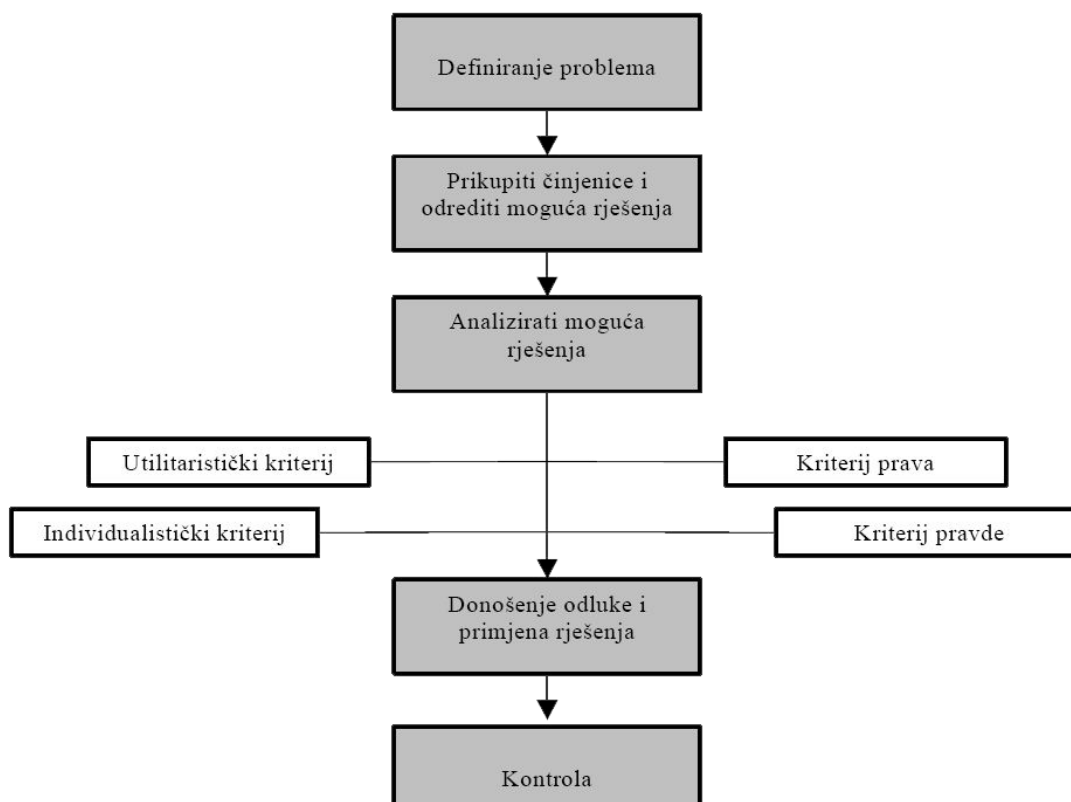 Definiranje problema
Prikupiti činjenice i
odrediti moguća rješenja
Analizirati moguća
rješenja
Utilitaristički kriterij
Kriterij prava
Individualistički kriterij
Kriterij pravde
Donošenje odluke i
primjena rješenja
Kontrola